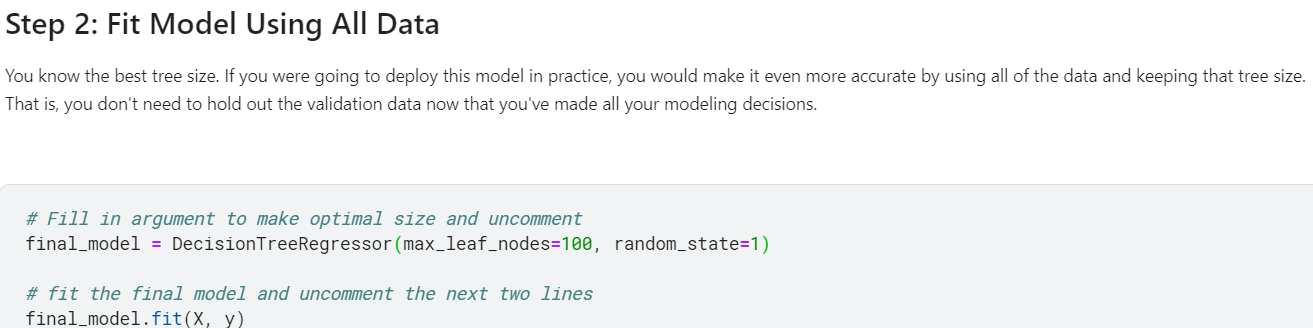 Step 2: Fit Model Using All Data
You know the best tree size. If you were going to deploy this model in practice, you would make it even more accurate by using all of the data and keeping that tree size.
That is, you don't need to hold out the validation data now that you've made all your modeling decisions.
# Fill in argument to make optimal size and uncomment
final_model = DecisionTreeRegressor(max_leaf_nodes=100, random_state=1)
# fit the final model and uncomment the next two lines
final_model.fit(X, y)